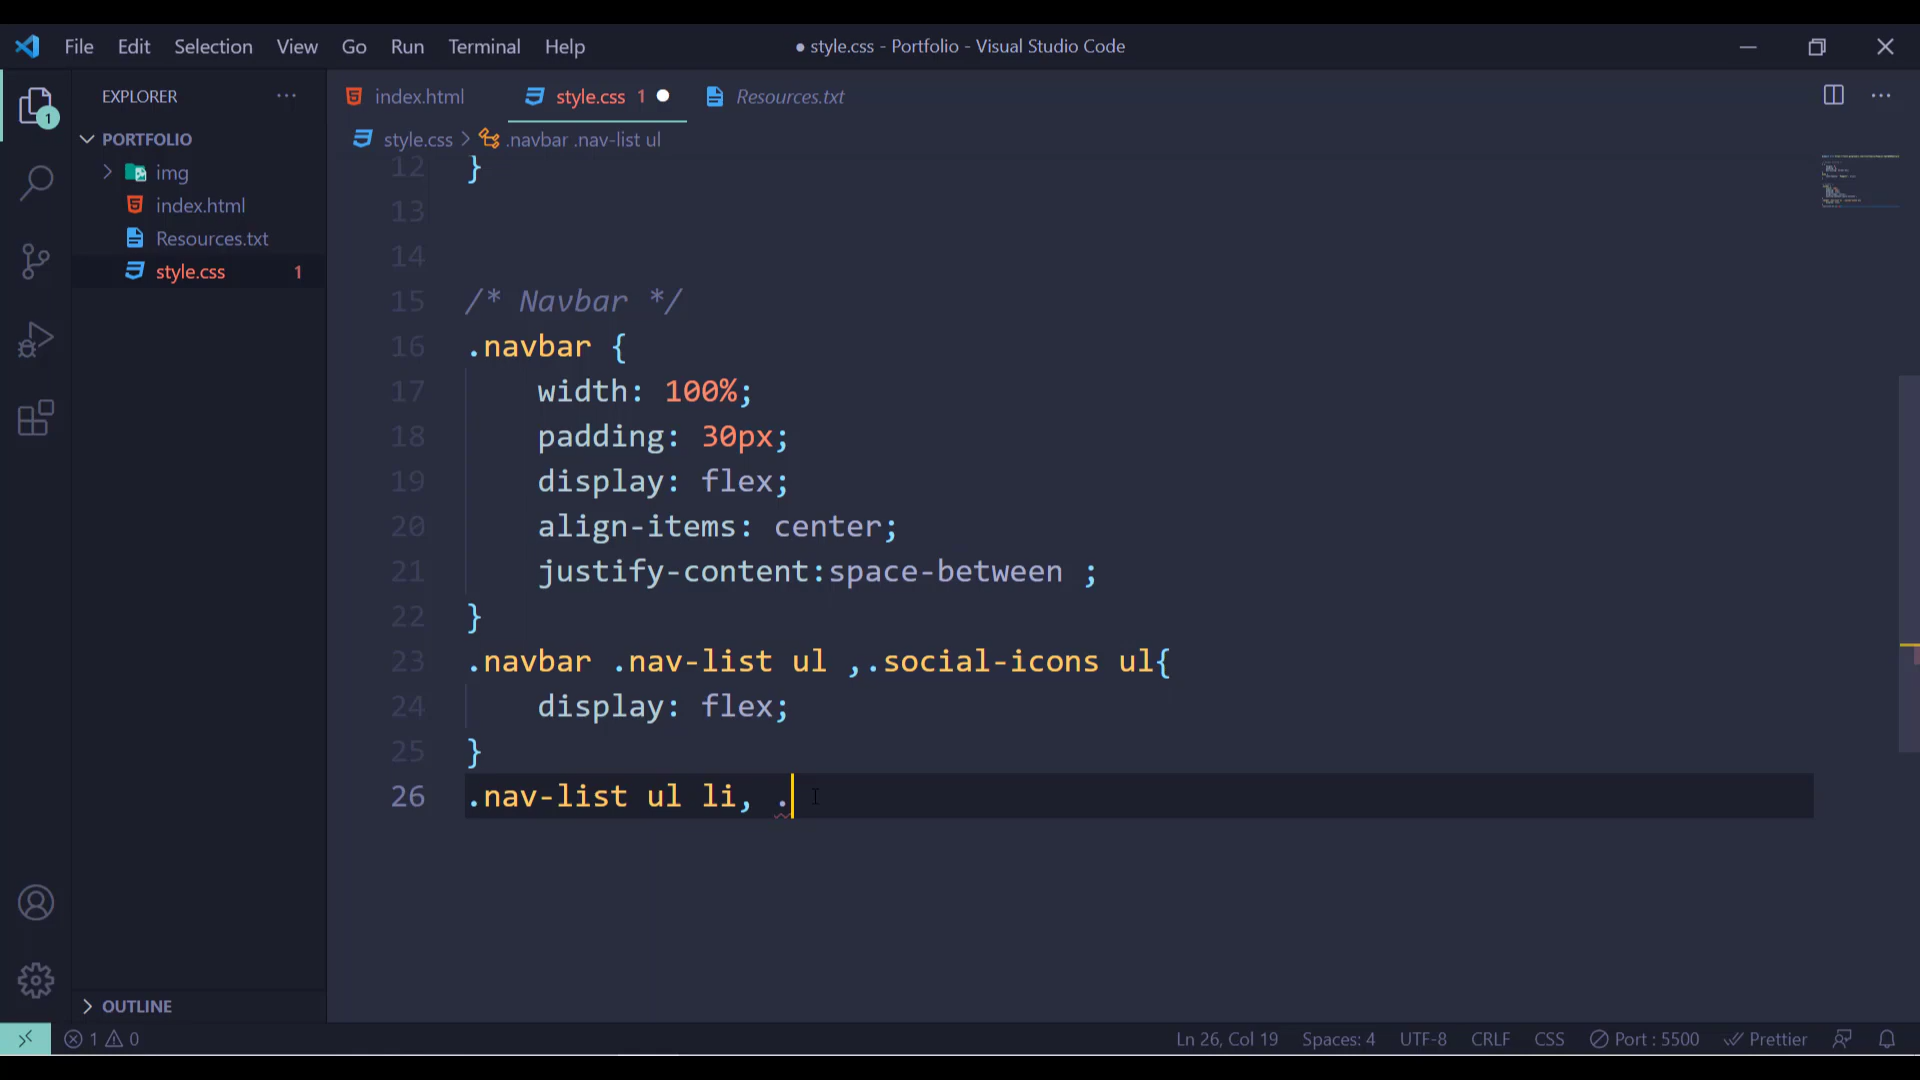 File Edit Selection View Go Run Terminal Help ● style.css - Portfolio - Visual Studio Code
EXPLORER ···
index.html style.css 1 ● Resources.txt
PORTFOLIO
style.css > .navbar .nav-list ul
img
index.html
Resources.txt
style.css 1
12 }
13
14
15 /* Navbar */
16 .navbar {
17 width: 100%;
18 padding: 30px;
19 display: flex;
20 align-items: center;
21 justify-content:space-between ;
22 }
23 .navbar .nav-list ul ,.social-icons ul{
24 display: flex;
25 }
26 .nav-list ul li, .
1
OUTLINE
1 0 Ln 26, Col 19 Spaces: 4 UTF-8 CRLF CSS Port : 5500 Prettier